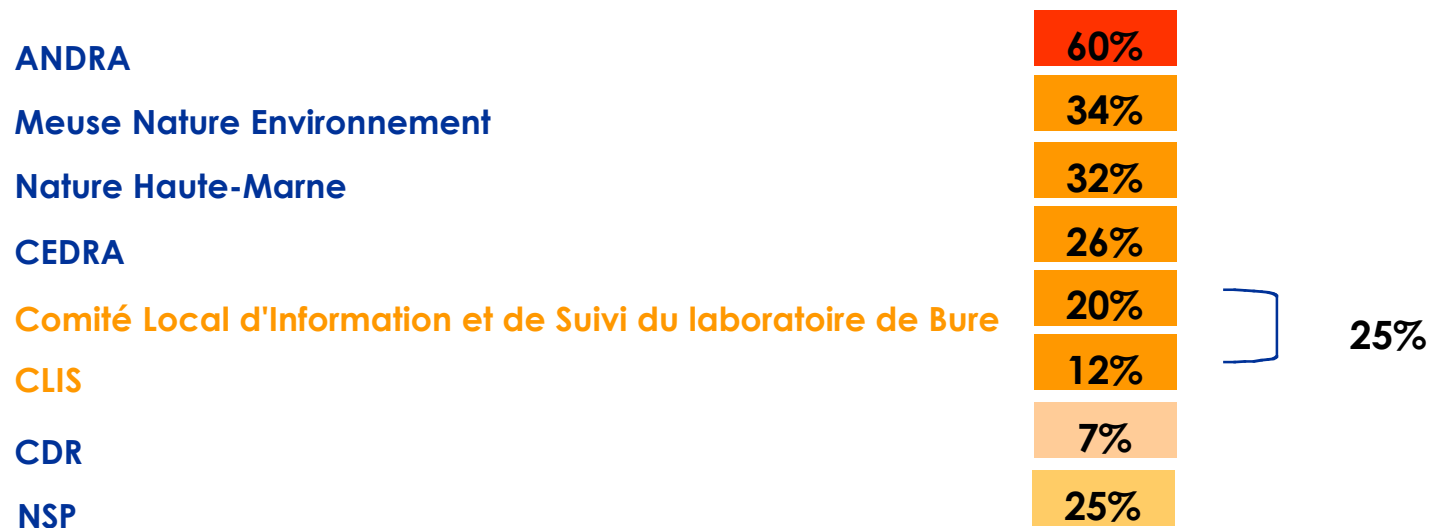 ANDRA 60%
Meuse Nature Environnement 34%
Nature Haute-Marne 32%
CEDRA 26%
Comité Local d'Information et de Suivi du laboratoire de Bure 20%
25%
CLIS 12%
CDR 7%
NSP 25%